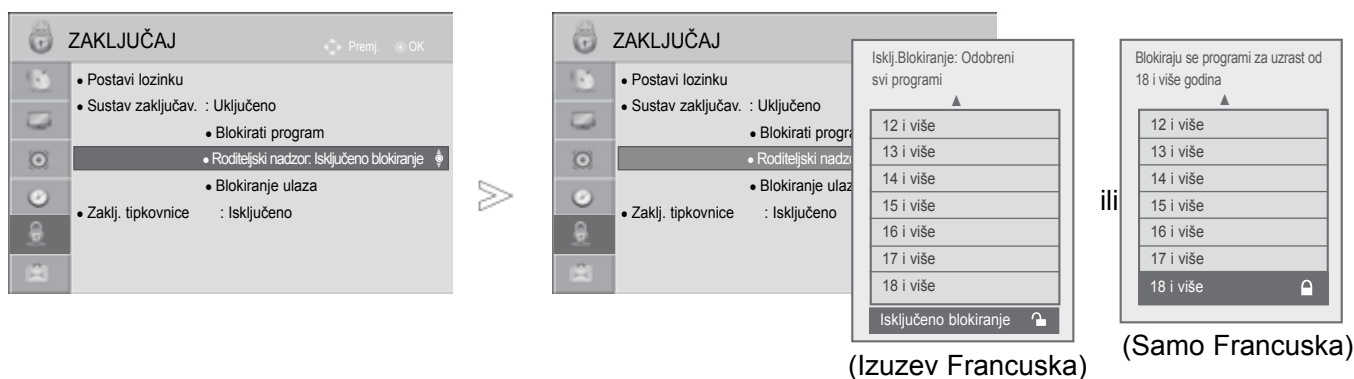 ZAKLJUČAJ
Premj. OK
• Postavi lozinku
• Sustav zaključav. : Uključeno
• Blokirati program
• Roditeljski nadzor: Isključeno blokiranje
• Blokiranje ulaza
• Zaklj. tipkovnice : Isključeno
ZAKLJUČAJ
• Postavi lozinku
• Sustav zaključav. : Uključeno
• Blokirati progra
• Roditeljski nadzo
• Blokiranje ulaz
• Zaklj. tipkovnice : Isključeno
Isklj.Blokiranje: Odobreni
svi programi
12 i više
13 i više
14 i više
15 i više
16 i više
17 i više
18 i više
Isključeno blokiranje
(Izuzev Francuska)
ili
Blokiraju se programi za uzrast od
18 i više godina
12 i više
13 i više
14 i više
15 i više
16 i više
17 i više
18 i više
(Samo Francuska)